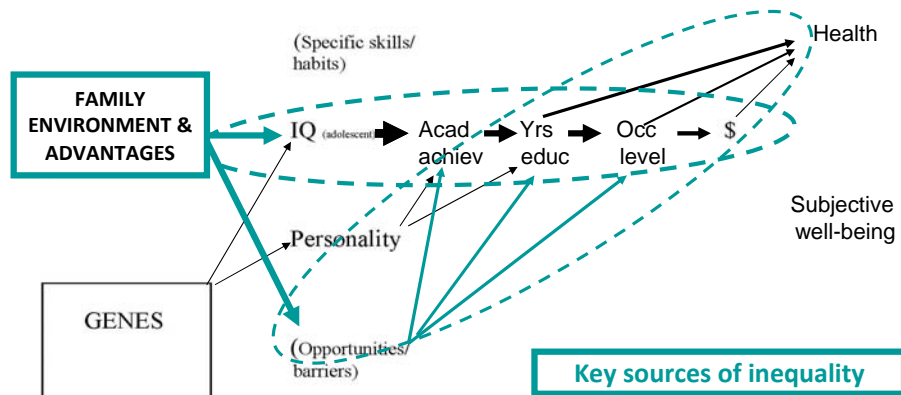 (Specific skills/
habits)
Health
FAMILY
ENVIRONMENT &
ADVANTAGES
IQ (adolescent)
Acad
achiev
Yrs
educ
Occ
level
$
Personality
Subjective
well-being
GENES
(Opportunities/
barriers)
Key sources of inequality